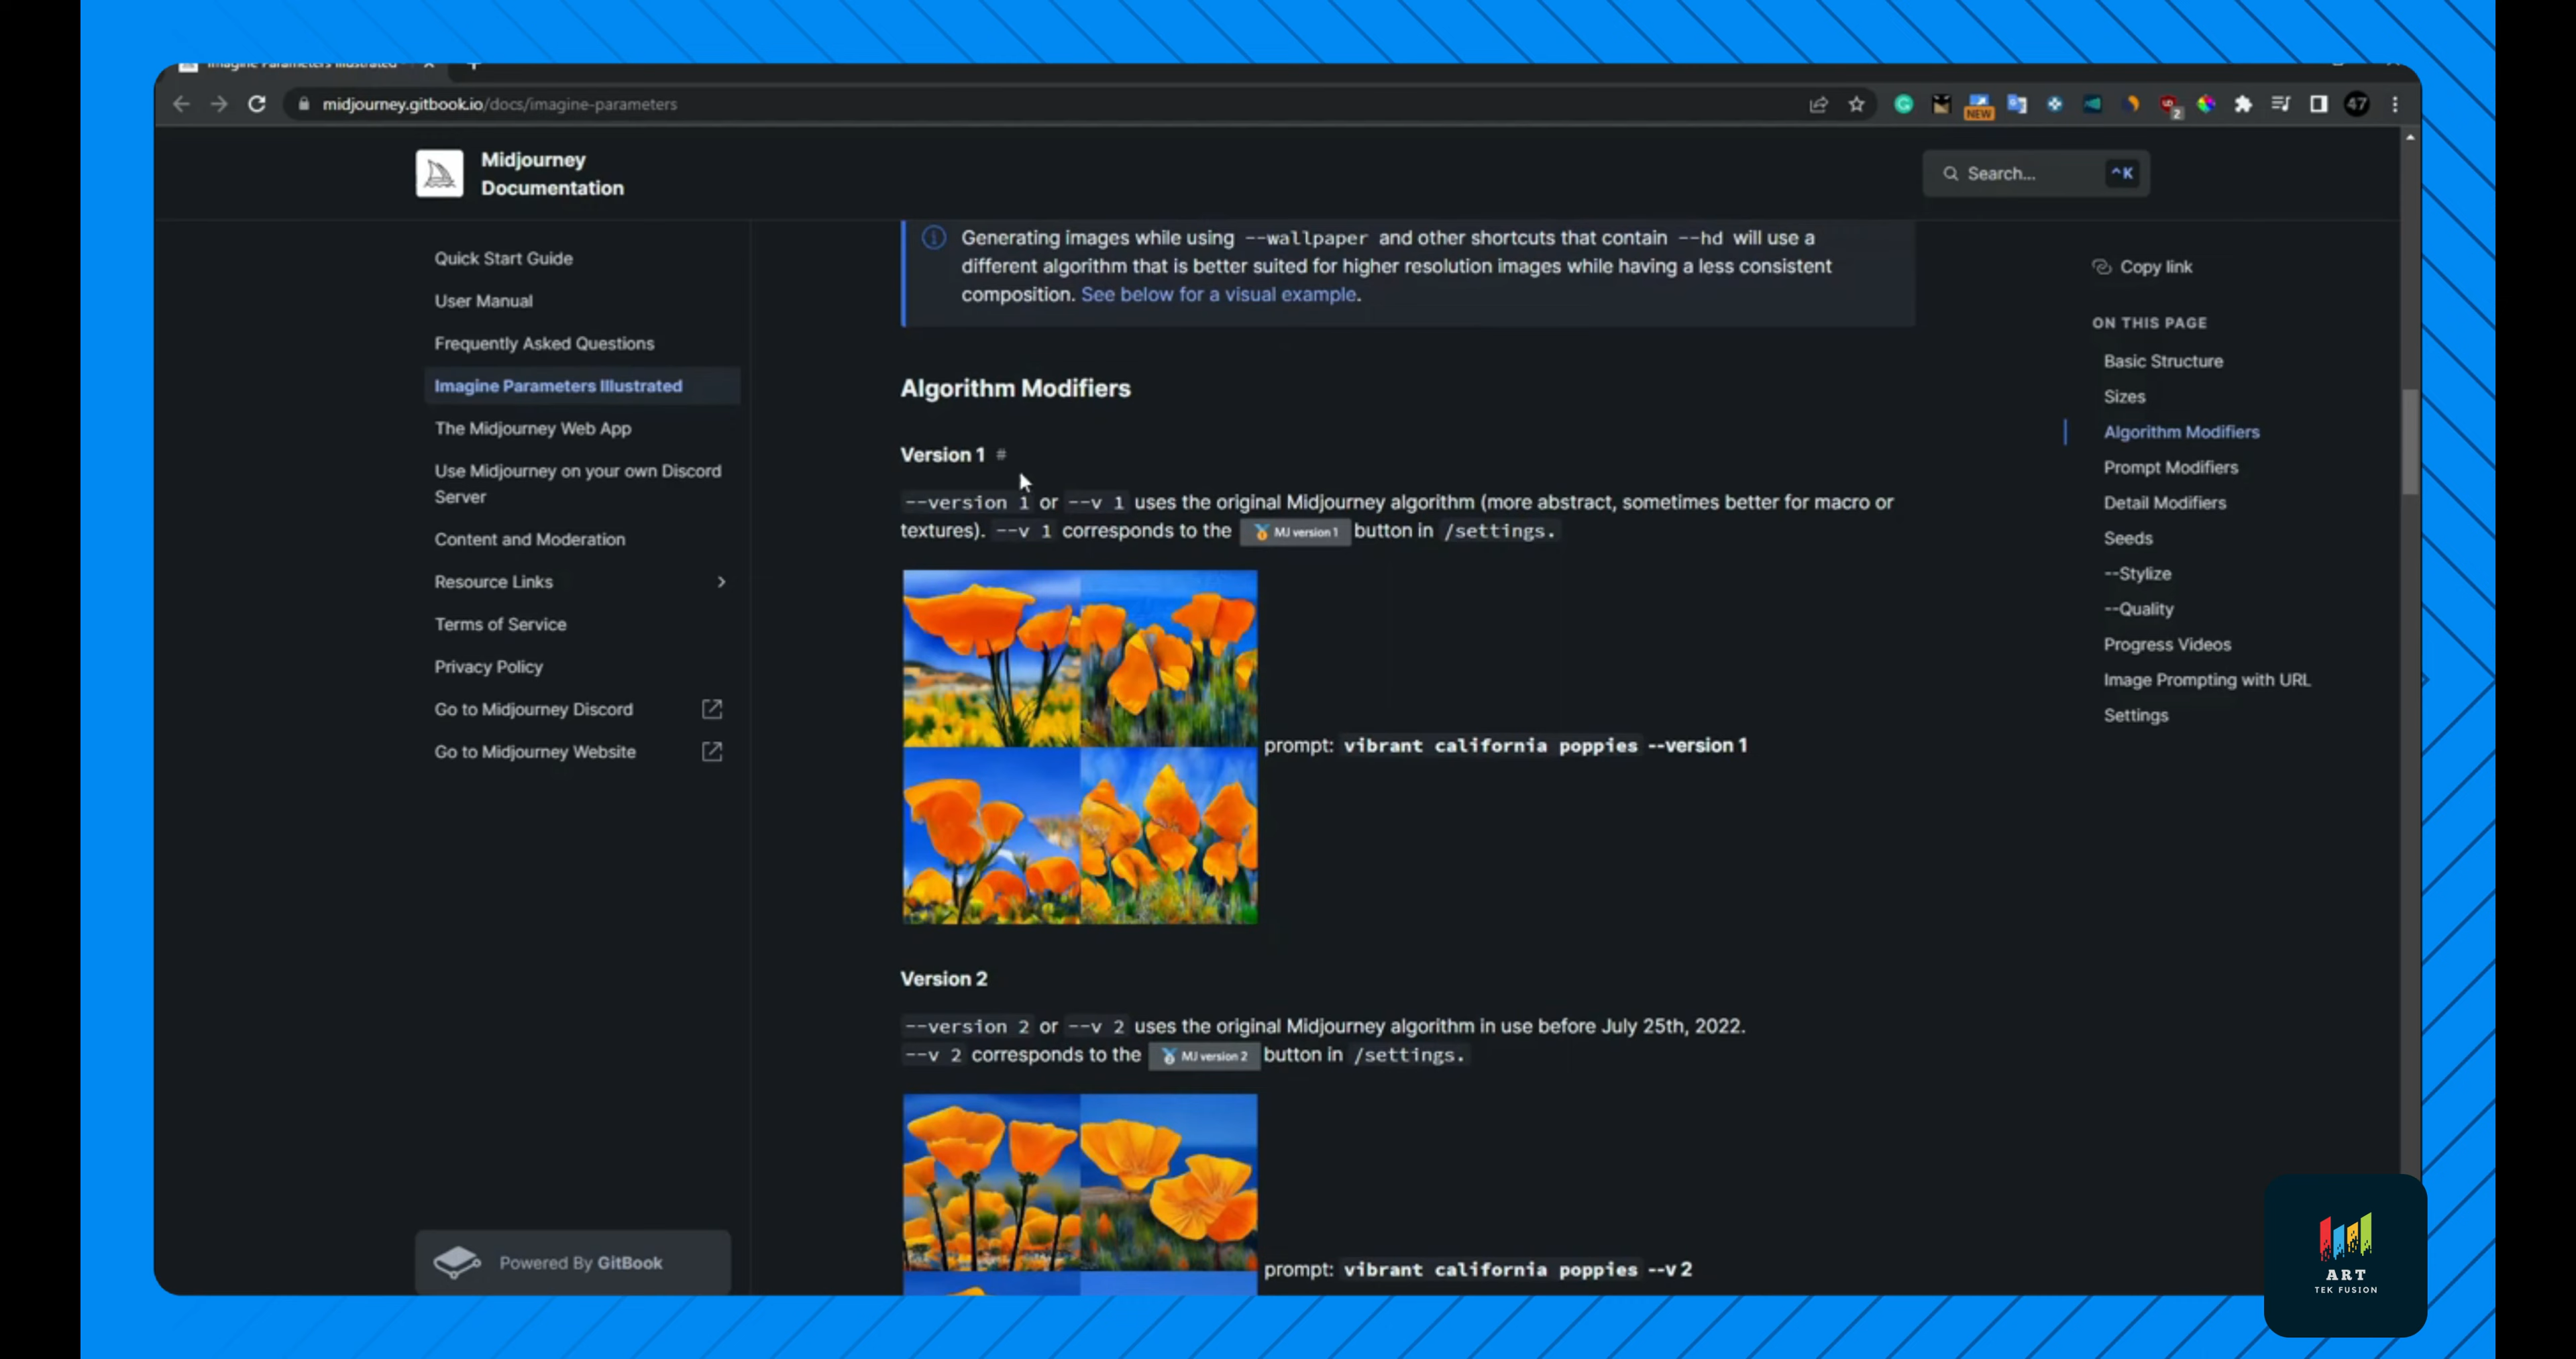 Imagine Parameters Illustrated
midjourney.gitbook.io/docs/imagine-parameters
NEW
2
47
Midjourney
Documentation
Search...
^K
Quick Start Guide
User Manual
Frequently Asked Questions
Imagine Parameters Illustrated
The Midjourney Web App
Use Midjourney on your own Discord
Server
Content and Moderation
Resource Links
Terms of Service
Privacy Policy
Go to Midjourney Discord
Go to Midjourney Website
Powered By GitBook
Generating images while using --wallpaper and other shortcuts that contain --hd will use a
different algorithm that is better suited for higher resolution images while having a less consistent
composition. See below for a visual example.
Algorithm Modifiers
Version 1 #
--version 1 or --v 1 uses the original Midjourney algorithm (more abstract, sometimes better for macro or
textures). --v 1 corresponds to the MJ version 1 button in /settings.
prompt: vibrant california poppies --version 1
Version 2
--version 2 or --v 2 uses the original Midjourney algorithm in use before July 25th, 2022.
--v 2 corresponds to the MJ version 2 button in /settings.
prompt: vibrant california poppies --v 2
Copy link
ON THIS PAGE
Basic Structure
Sizes
Algorithm Modifiers
Prompt Modifiers
Detail Modifiers
Seeds
--Stylize
--Quality
Progress Videos
Image Prompting with URL
Settings
ART
TEK FUSION